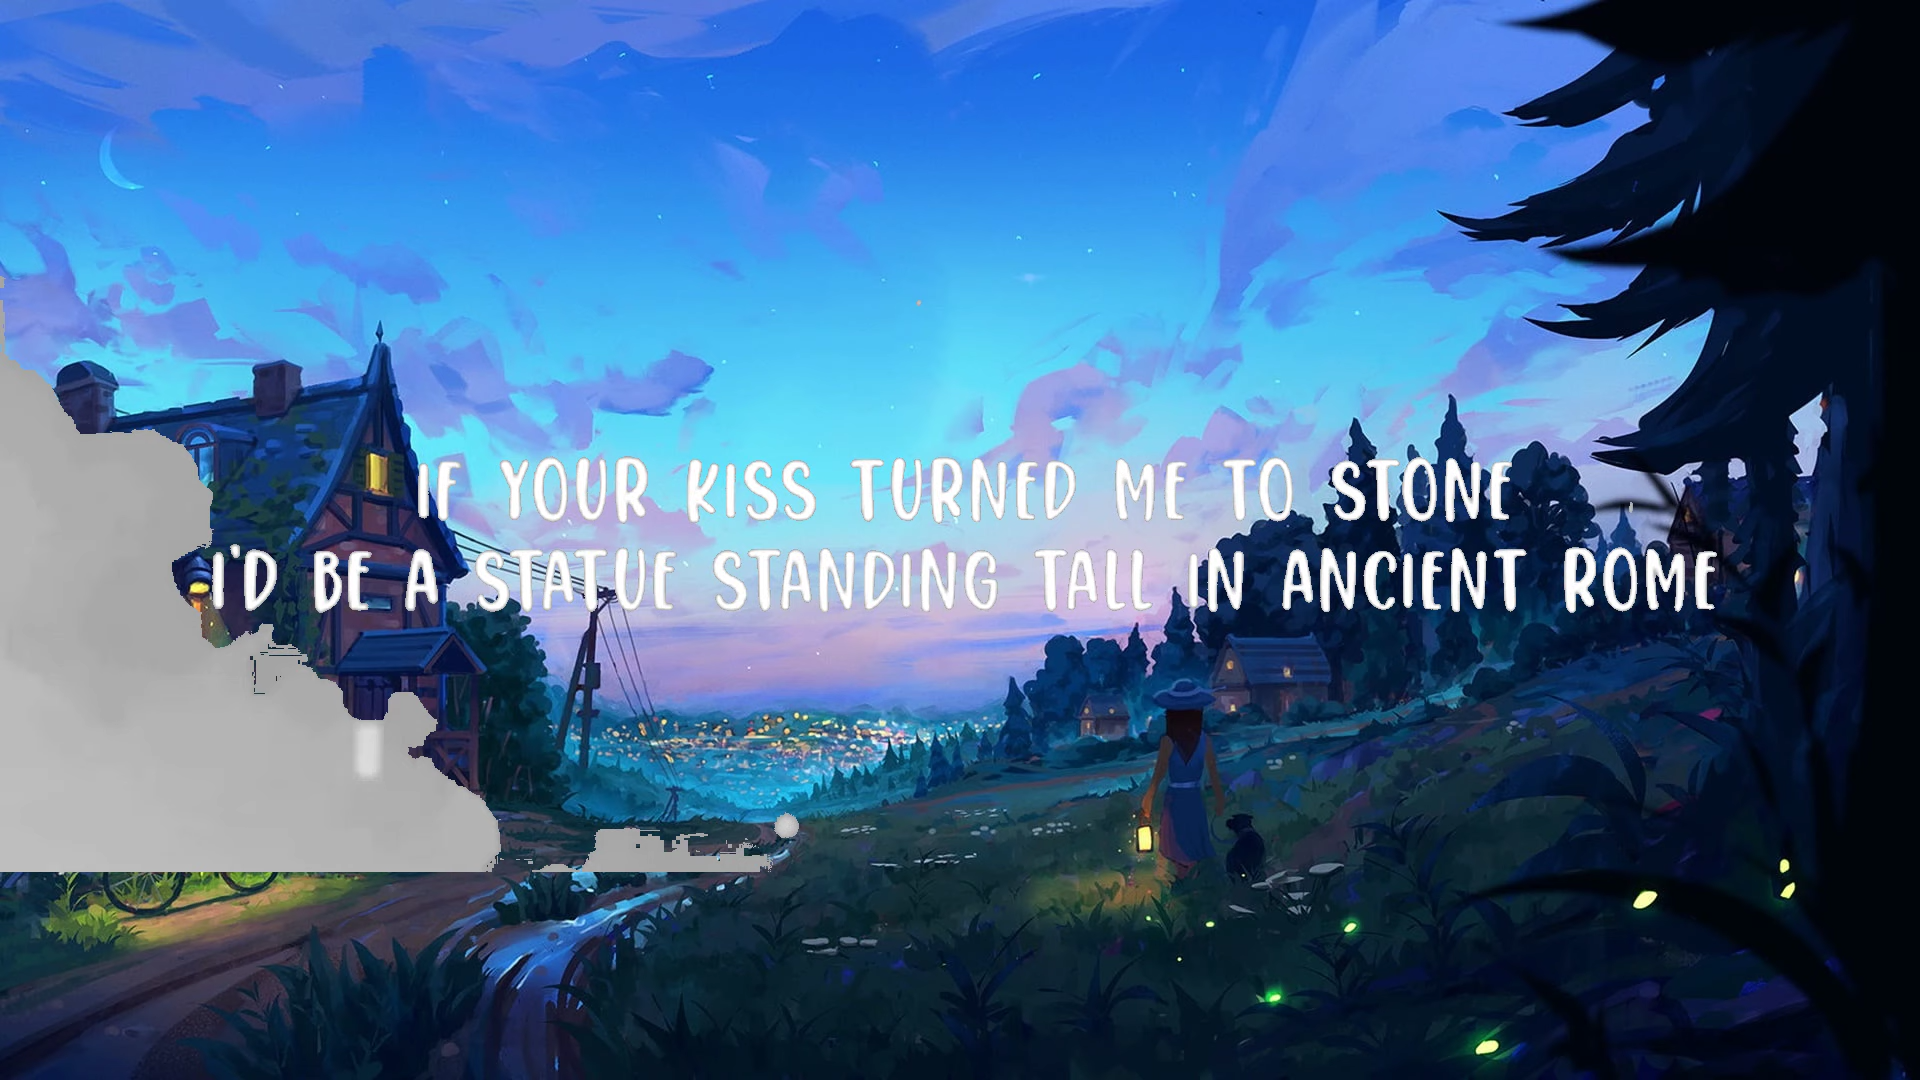 IF YOUR KISS TURNED ME TO STONE
I'D BE A STATUE STANDING TALL IN ANCIENT ROME